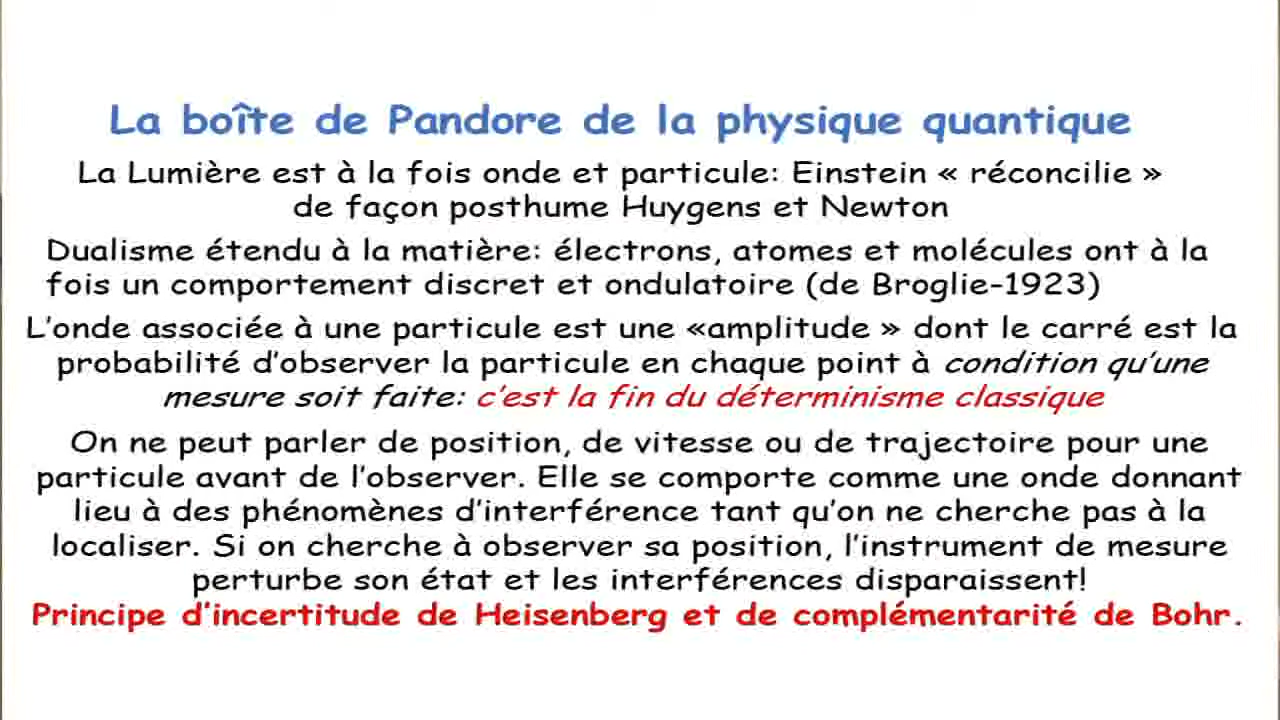 La boîte de Pandore de la physique quantique
La Lumière est à la fois onde et particule: Einstein « réconcilie »
de façon posthume Huygens et Newton
Dualisme étendu à la matière: électrons, atomes et molécules ont à la
fois un comportement discret et ondulatoire (de Broglie-1923)
L’onde associée à une particule est une «amplitude » dont le carré est la
probabilité d’observer la particule en chaque point à condition qu’une
mesure soit faite: c’est la fin du déterminisme classique
On ne peut parler de position, de vitesse ou de trajectoire pour une
particule avant de l’observer. Elle se comporte comme une onde donnant
lieu à des phénomènes d’interférence tant qu’on ne cherche pas à la
localiser. Si on cherche à observer sa position, l’instrument de mesure
perturbe son état et les interférences disparaissent!
Principe d’incertitude de Heisenberg et de complémentarité de Bohr.